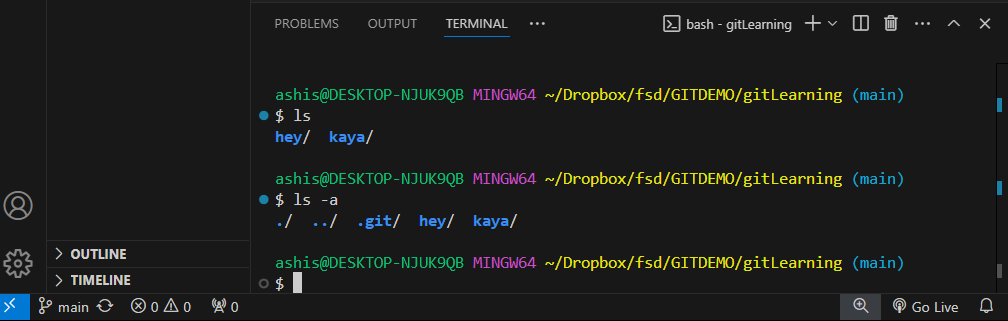 PROBLEMS OUTPUT TERMINAL ··· bash - gitLearning
ashis@DESKTOP-NJUK9QB MINGW64 ~/Dropbox/fsd/GITDEMO/gitLearning (main)
$ ls
hey/  kaya/
ashis@DESKTOP-NJUK9QB MINGW64 ~/Dropbox/fsd/GITDEMO/gitLearning (main)
$ ls -a
./  ../  .git/  hey/  kaya/
ashis@DESKTOP-NJUK9QB MINGW64 ~/Dropbox/fsd/GITDEMO/gitLearning (main)
$
OUTLINE
TIMELINE
main 0 0 0 Go Live